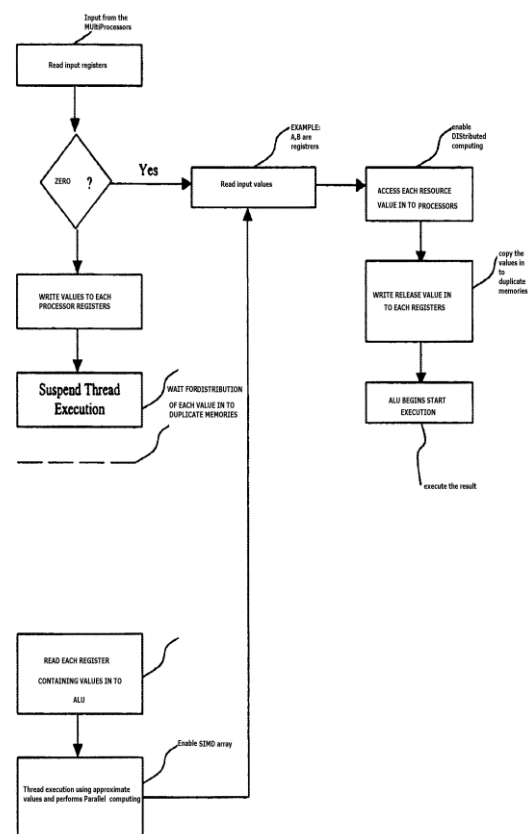 Input from the
MUltiProcessors
Read input registers
ZERO ?
Yes
WRITE VALUES TO EACH
PROCESSOR REGISTERS
Suspend Thread
Execution
WAIT FORDISTRIBUTION
OF EACH VALUE IN TO
DUPLICATE MEMORIES
EXAMPLE:
A,B are
registrers
Read input values
enable
DIStributed
computing
ACCESS EACH RESOURCE
VALUE IN TO PROCESSORS
copy the
values in
to
duplicate
memories
WRITE RELEASE VALUE IN
TO EACH REGISTERS
ALU BEGINS START
EXECUTION
execute the result
READ EACH REGISTER
CONTAINING VALUES IN TO
ALU
Enable SIMD array
Thread execution using approximate
values and performs Parallel computing